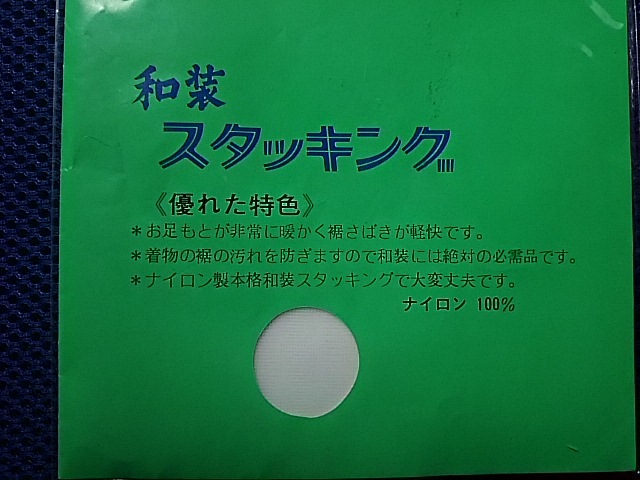 和装
スタッキング
《優れた特色》
＊お足もとが非常に暖かく裾さばきが軽快です。
＊着物の裾の汚れを防ぎますので和装には絶対の必需品です。
＊ナイロン製本格和装スタッキングで大変丈夫です。
ナイロン 100%